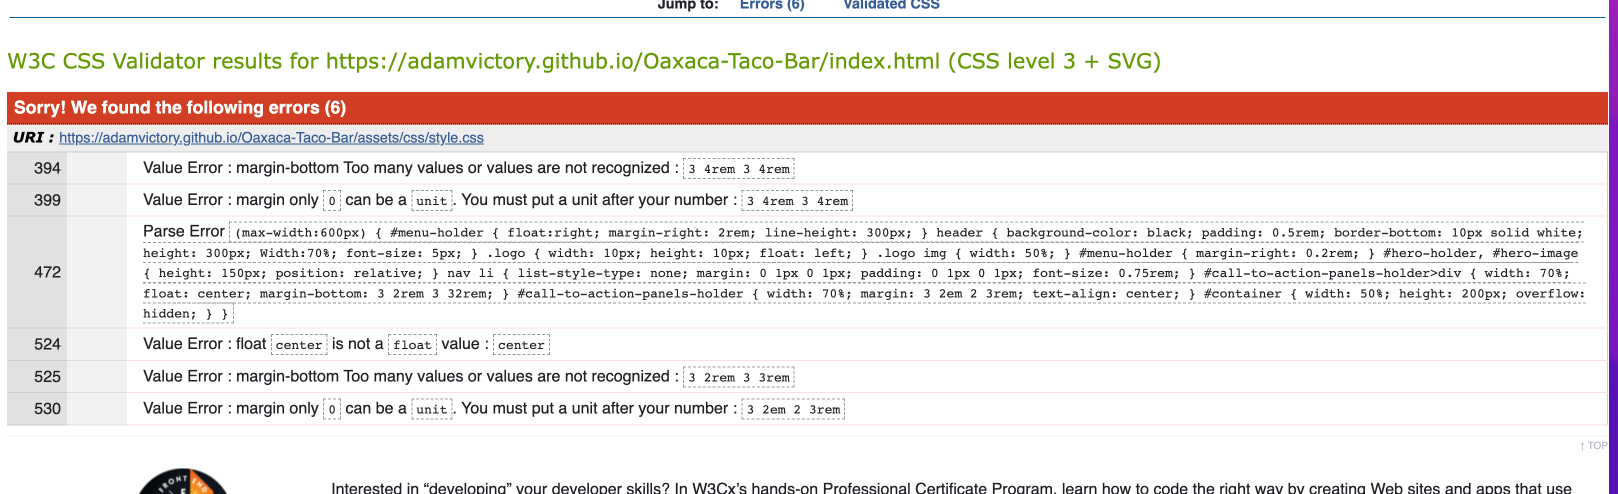 Jump to: Errors (6) Validated CSS
W3C CSS Validator results for https://adamvictory.github.io/Oaxaca-Taco-Bar/index.html (CSS level 3 + SVG)
Sorry! We found the following errors (6)
URI : https://adamvictory.github.io/Oaxaca-Taco-Bar/assets/css/style.css
394 Value Error : margin-bottom Too many values or values are not recognized : 3 4rem 3 4rem
399 Value Error : margin only 0 can be a unit. You must put a unit after your number : 3 4rem 3 4rem
Parse Error (max-width:600px) { #menu-holder { float:right; margin-right: 2rem; line-height: 300px; } header { background-color: black; padding: 0.5rem; border-bottom: 10px solid white;
height: 300px; Width:70%; font-size: 5px; } .logo { width: 10px; height: 10px; float: left; } .logo img { width: 50%; } #menu-holder { margin-right: 0.2rem; } #hero-holder, #hero-image
472 { height: 150px; position: relative; } nav li { list-style-type: none; margin: 0 1px 0 1px; padding: 0 1px 0 1px; font-size: 0.75rem; } #call-to-action-panels-holder>div { width: 70%;
float: center; margin-bottom: 3 2rem 3 32rem; } #call-to-action-panels-holder { width: 70%; margin: 3 2em 2 3rem; text-align: center; } #container { width: 50%; height: 200px; overflow:
hidden; } }
524 Value Error : float center is not a float value : center
525 Value Error : margin-bottom Too many values or values are not recognized : 3 2rem 3 3rem
530 Value Error : margin only 0 can be a unit. You must put a unit after your number : 3 2em 2 3rem
↑ TOP
FRONT END
Interested in “developing” your developer skills? In W3Cx’s hands-on Professional Certificate Program, learn how to code the right way by creating Web sites and apps that use